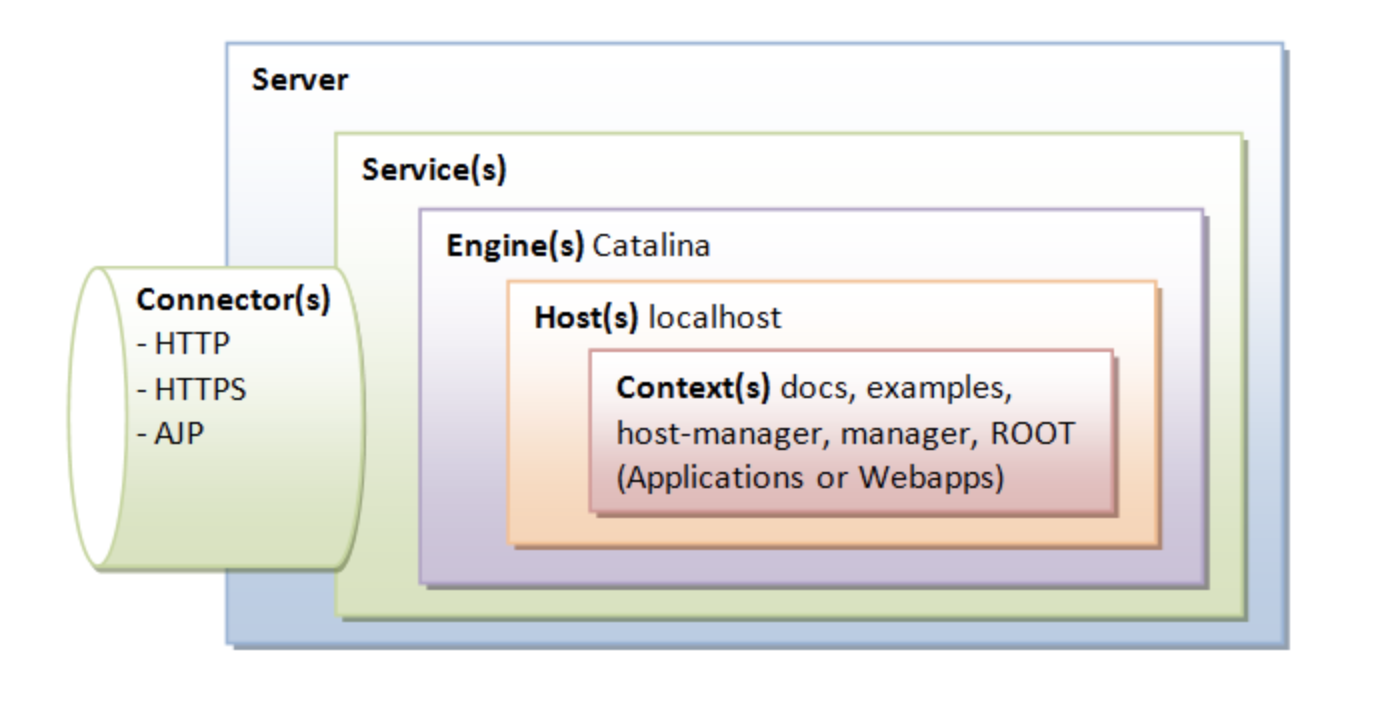 Server
Service(s)
Engine(s) Catalina
Host(s) localhost
Context(s) docs, examples,
host-manager, manager, ROOT
(Applications or Webapps)
Connector(s)
- HTTP
- HTTPS
- AJP